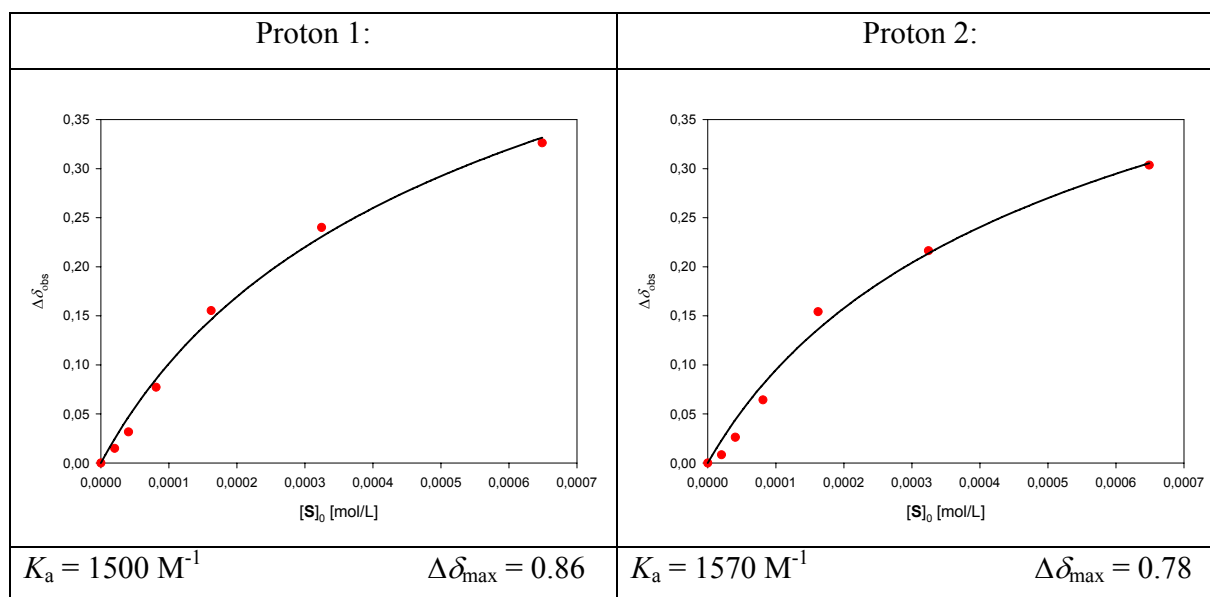 Proton 1:
Proton 2:
0,35
0,30
0,25
0,20
0,15
0,10
0,05
0,00
Δδobs
0,0000 0,0001 0,0002 0,0003 0,0004 0,0005 0,0006 0,0007
[S]0 [mol/L]
0,35
0,30
0,25
0,20
0,15
0,10
0,05
0,00
Δδobs
0,0000 0,0001 0,0002 0,0003 0,0004 0,0005 0,0006 0,0007
[S]0 [mol/L]
Ka = 1500 M-1 Δδmax = 0.86
Ka = 1570 M-1 Δδmax = 0.78